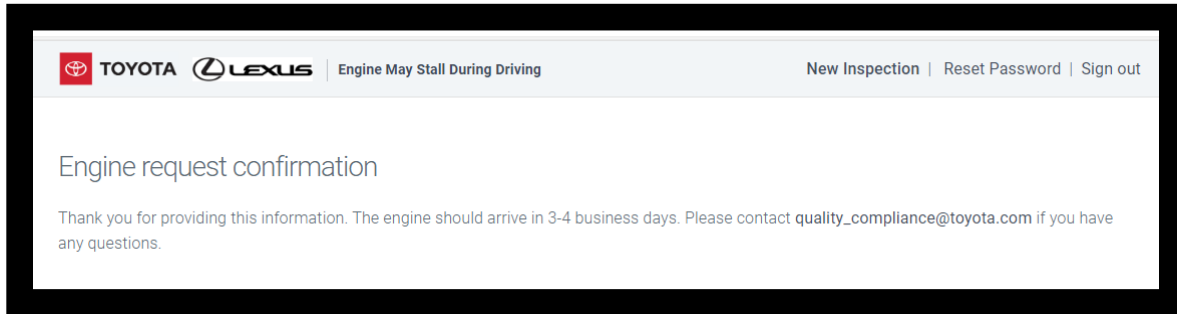 TOYOTA LEXUS Engine May Stall During Driving New Inspection | Reset Password | Sign out
Engine request confirmation
Thank you for providing this information. The engine should arrive in 3-4 business days. Please contact quality_compliance@toyota.com if you have
any questions.